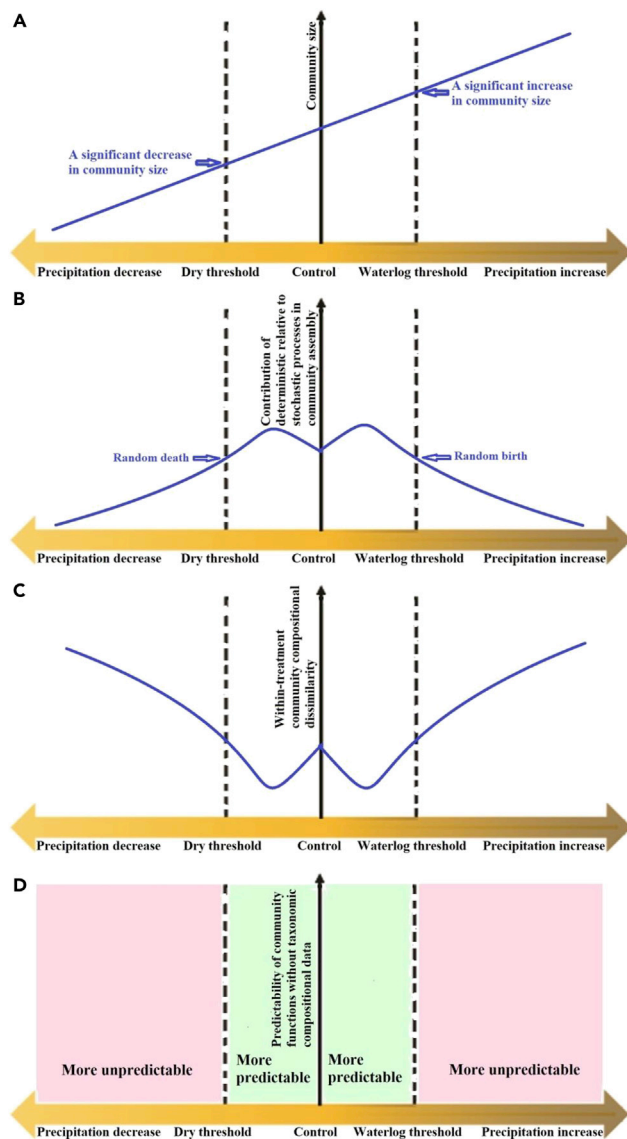 A
Community size
A significant increase
in community size
A significant decrease
in community size
Precipitation decrease Dry threshold Control Waterlog threshold Precipitation increase
B
Contribution of
deterministic relative to
stochastic processes in
community assembly
Random death
Random birth
Precipitation decrease Dry threshold Control Waterlog threshold Precipitation increase
C
Within-treatment
community compositional
dissimilarity
Precipitation decrease Dry threshold Control Waterlog threshold Precipitation increase
D
Predictability of community
functions without taxonomic
compositional data
More unpredictable
More
predictable
More
predictable
More unpredictable
Precipitation decrease Dry threshold Control Waterlog threshold Precipitation increase